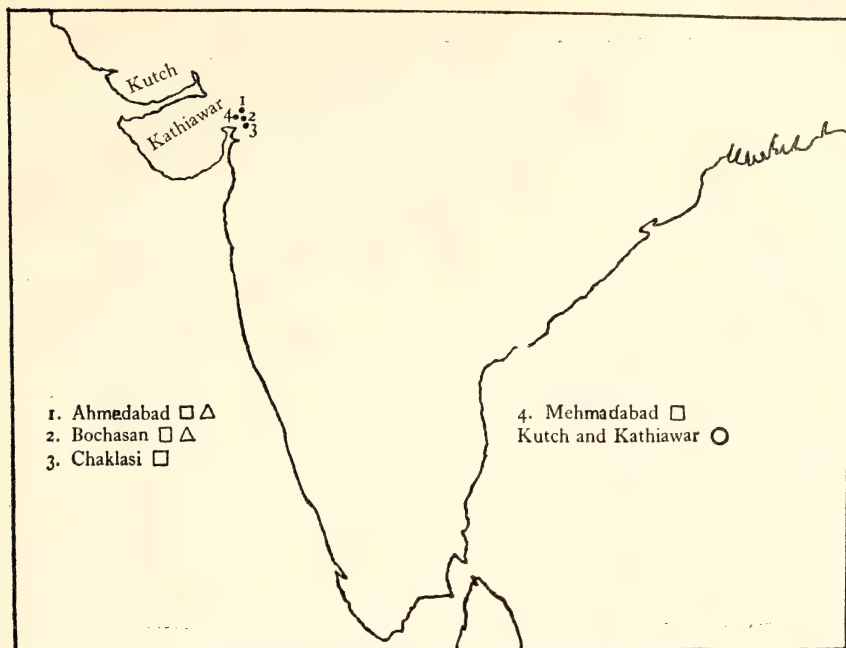 Kutch
Kathiawar
1
4 2
3
1. Ahmedabad □ △
2. Bochasan □ △
3. Chaklasi □
4. Mehmadabad □
Kutch and Kathiawar ○